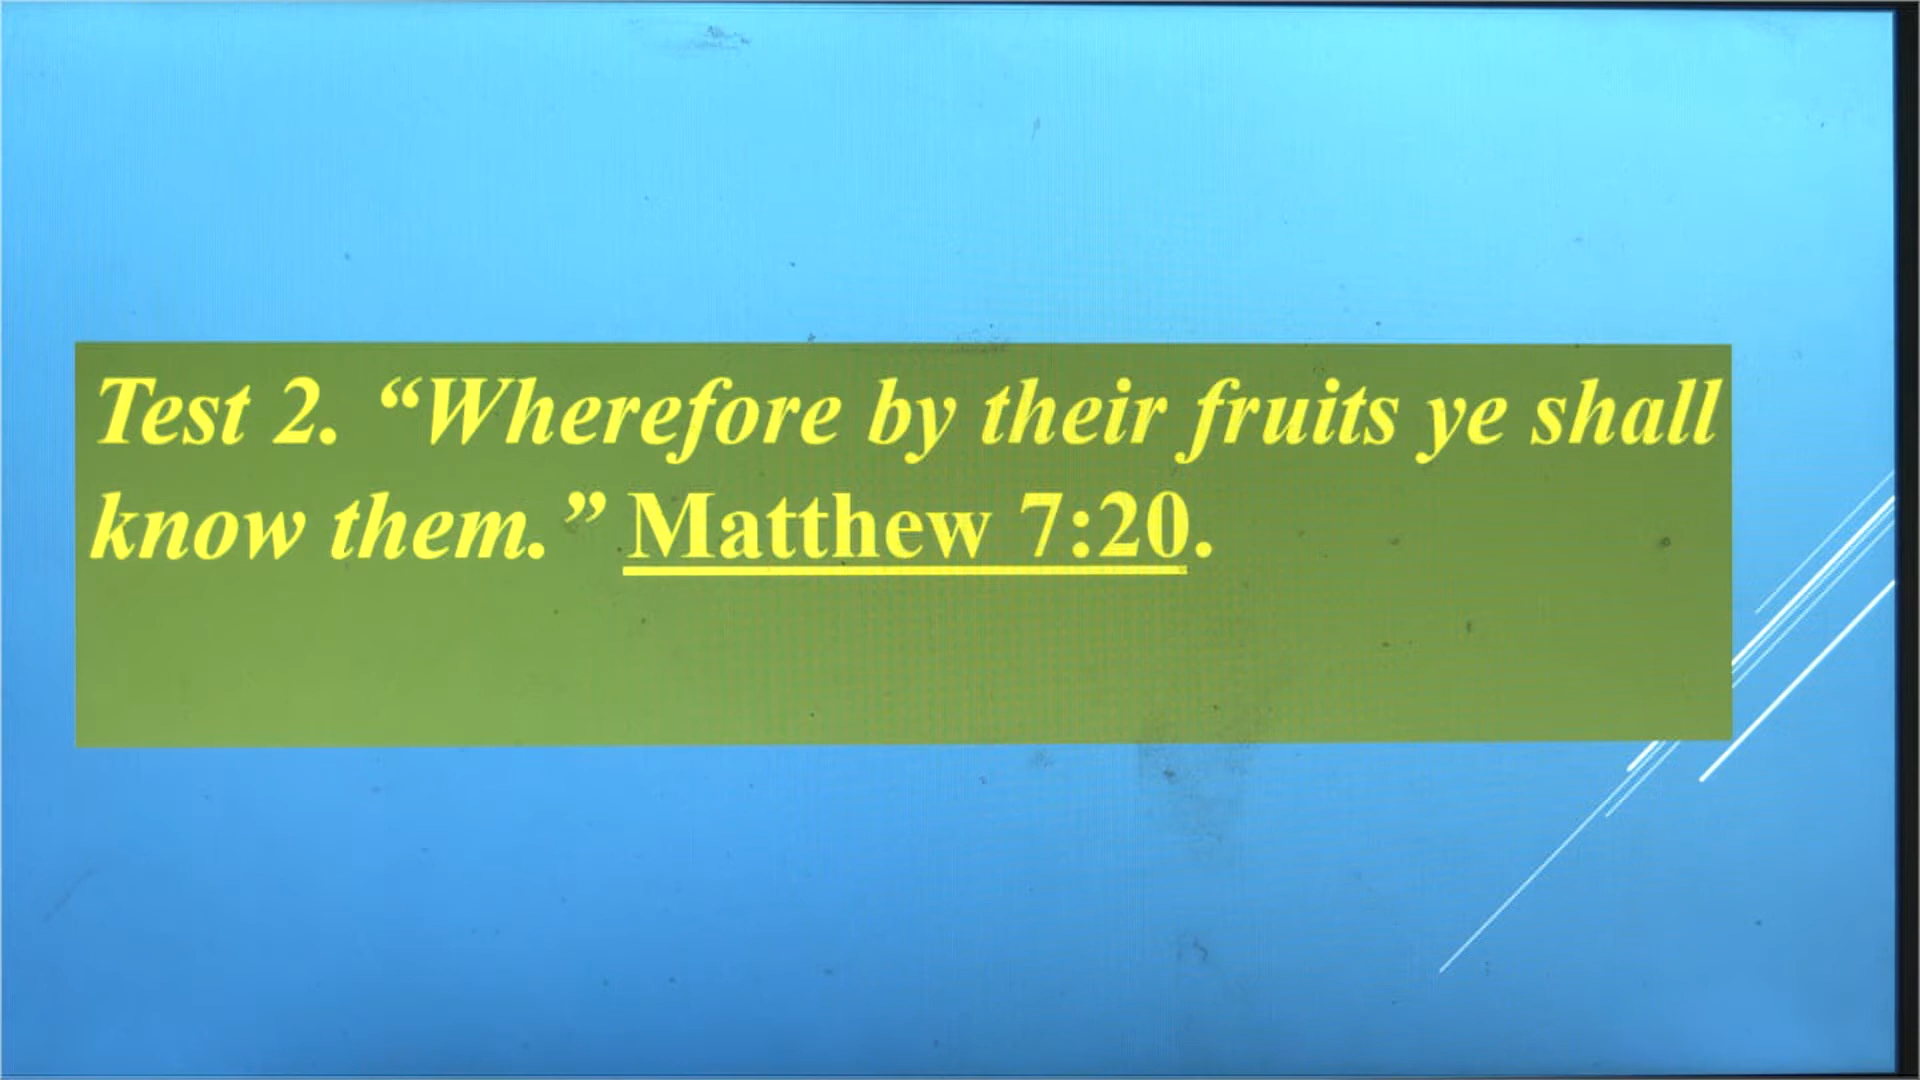 Test 2. “Wherefore by their fruits ye shall
know them.” Matthew 7:20.